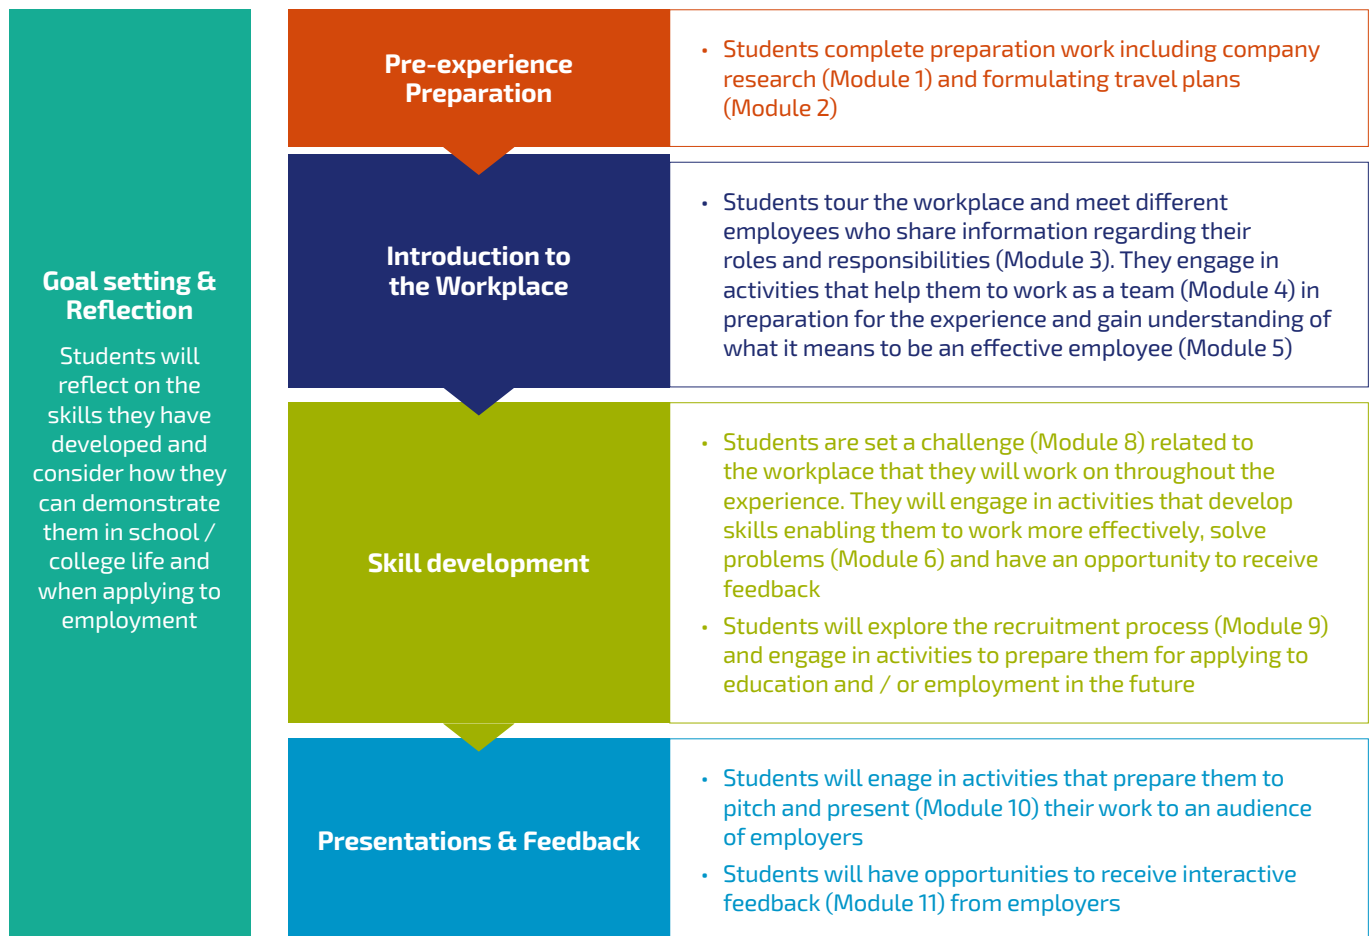 Goal setting &
Reflection
Students will
reflect on the
skills they have
developed and
consider how they
can demonstrate
them in school /
college life and
when applying to
employment
Pre-experience
Preparation
• Students complete preparation work including company
research (Module 1) and formulating travel plans
(Module 2)
Introduction to
the Workplace
• Students tour the workplace and meet different
employees who share information regarding their
roles and responsibilities (Module 3). They engage in
activities that help them to work as a team (Module 4) in
preparation for the experience and gain understanding of
what it means to be an effective employee (Module 5)
Skill development
• Students are set a challenge (Module 8) related to
the workplace that they will work on throughout the
experience. They will engage in activities that develop
skills enabling them to work more effectively, solve
problems (Module 6) and have an opportunity to receive
feedback
• Students will explore the recruitment process (Module 9)
and engage in activities to prepare them for applying to
education and / or employment in the future
Presentations & Feedback
• Students will enage in activities that prepare them to
pitch and present (Module 10) their work to an audience
of employers
• Students will have opportunities to receive interactive
feedback (Module 11) from employers